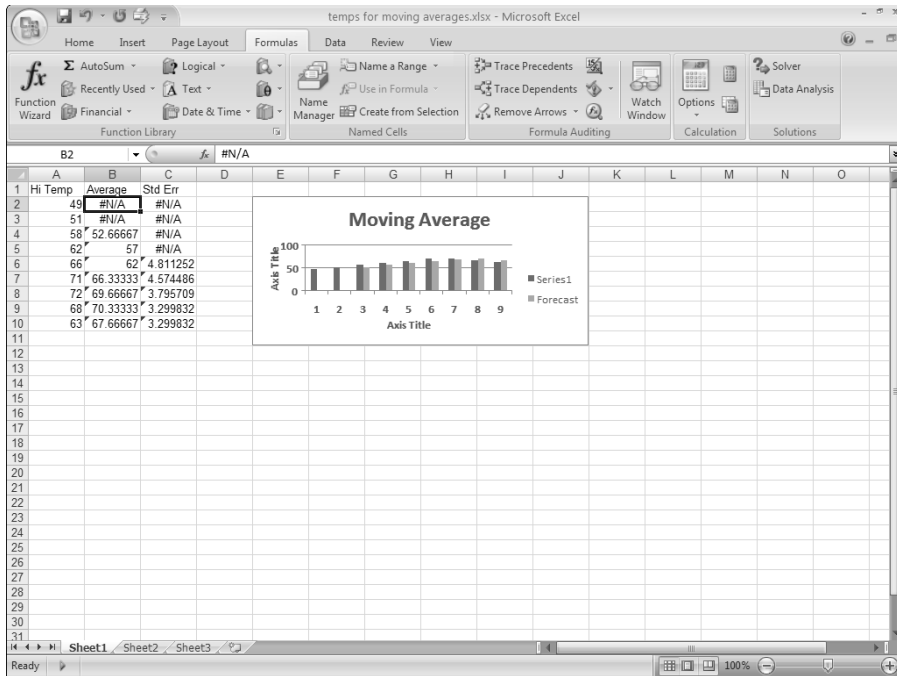 temps for moving averages.xlsx - Microsoft Excel
Home Insert Page Layout Formulas Data Review View
fx Function Wizard
Σ AutoSum
Recently Used
Financial
Logical
A Text
Date & Time
Function Library
Name Manager
Name a Range
Use in Formula
Create from Selection
Named Cells
Trace Precedents
Trace Dependents
Remove Arrows
Formula Auditing
Watch Window
Options
Calculation
Solver
Data Analysis
Solutions
B2 fx #N/A
A B C D E F G H I J K L M N O
1 Hi Temp Average Std Err
2 49 #N/A #N/A
3 51 #N/A #N/A
4 58 52.66667 #N/A
5 62 57 #N/A
6 66 62 4.811252
7 71 66.33333 4.574486
8 72 69.66667 3.795709
9 68 70.33333 3.299832
10 63 67.66667 3.299832
11
12
13
14
15
16
17
18
19
20
21
22
23
24
25
26
27
28
29
30
31
Moving Average
Axis Title
100
50
0
1 2 3 4 5 6 7 8 9
Axis Title
Series1
Forecast
Sheet1 Sheet2 Sheet3
Ready 100%